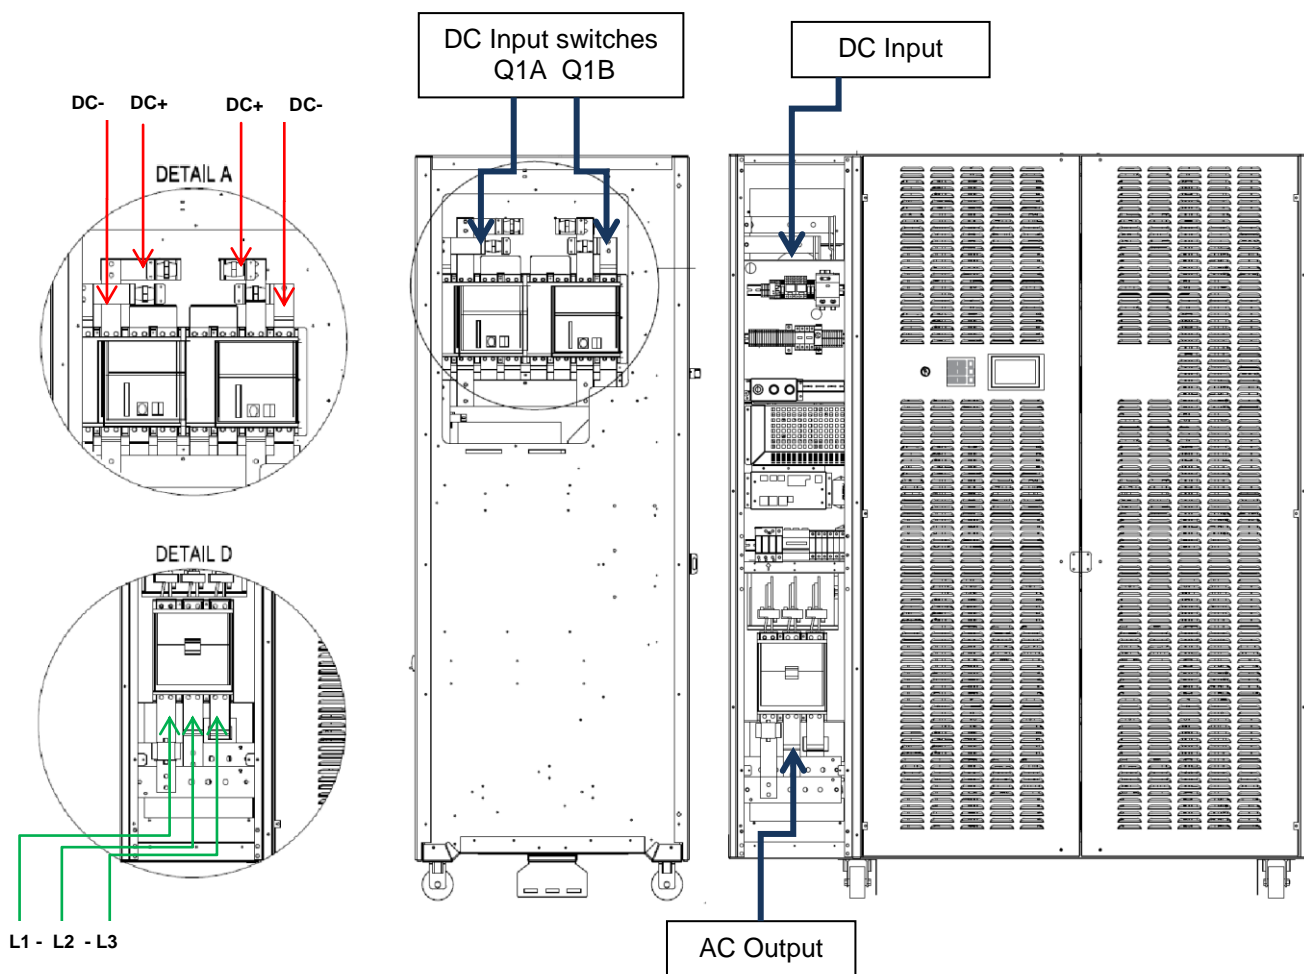 DC Input switches
Q1A Q1B
DC Input
DC- DC+ DC+ DC-
DETAIL A
DETAIL D
L1 - L2 - L3
AC Output